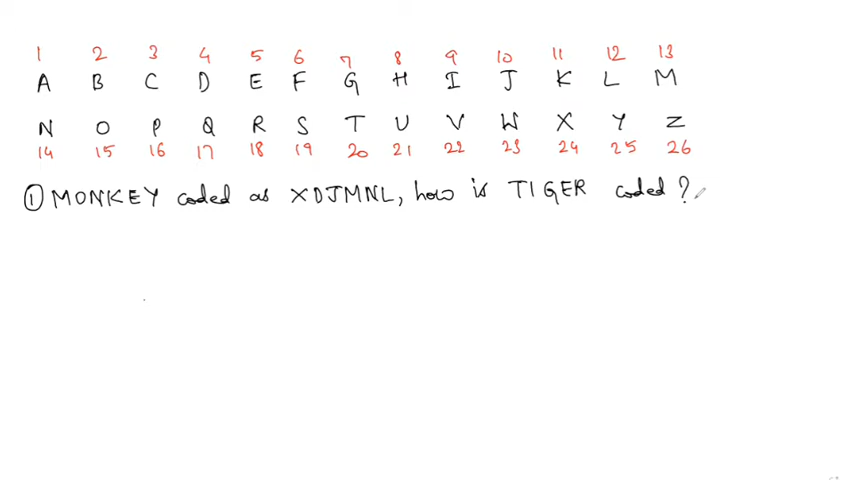 1 2 3 4 5 6 7 8 9 10 11 12 13
A B C D E F G H I J K L M
N O P Q R S T U V W X Y Z
14 15 16 17 18 19 20 21 22 23 24 25 26
① MONKEY coded as XDJMNL, how is TIGER coded?